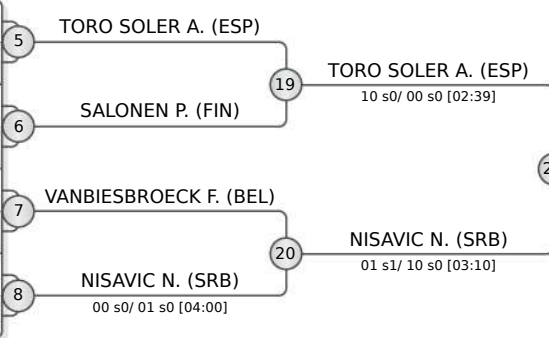 TORO SOLER A. (ESP)
5
19
TORO SOLER A. (ESP)
10 s0/ 00 s0 [02:39]
SALONEN P. (FIN)
6
VANBIESBROECK F. (BEL)
7
20
NISAVIC N. (SRB)
01 s1/ 10 s0 [03:10]
NISAVIC N. (SRB)
8
00 s0/ 01 s0 [04:00]